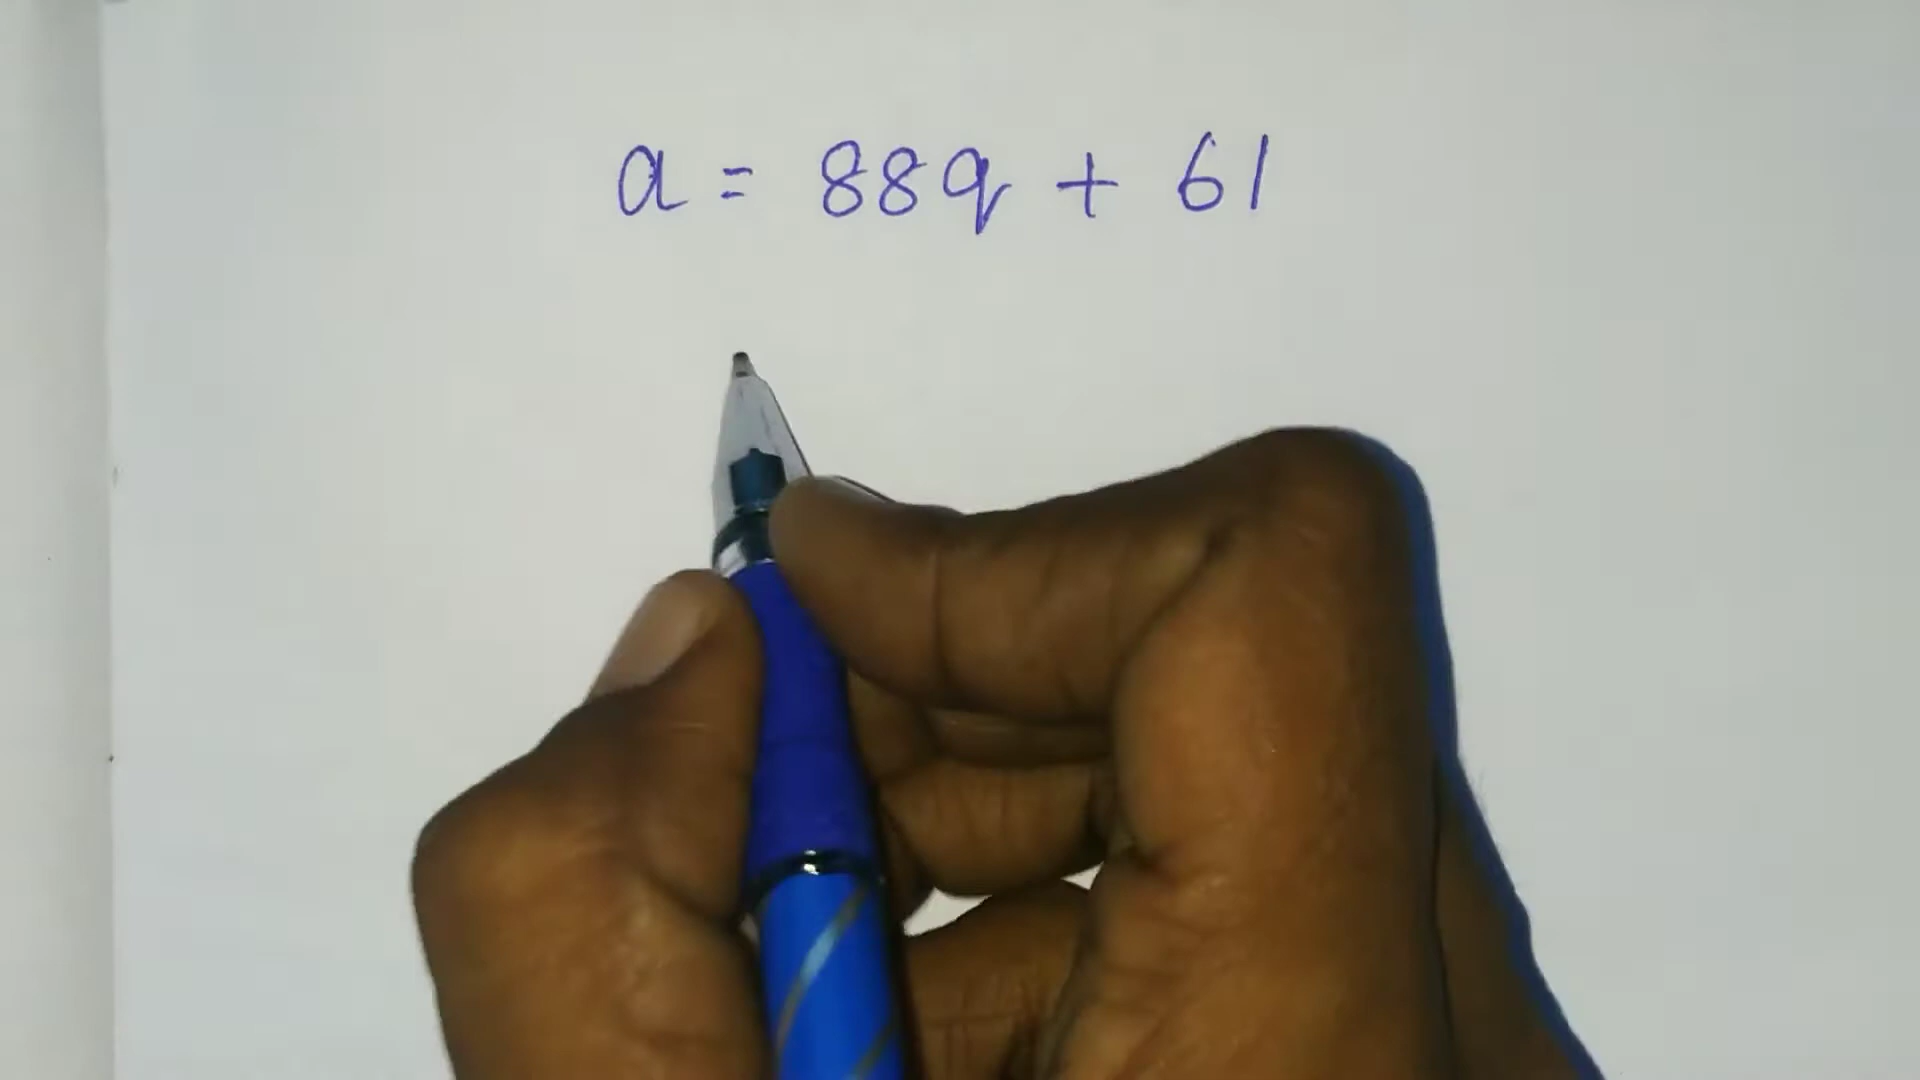 a = 88q + 61